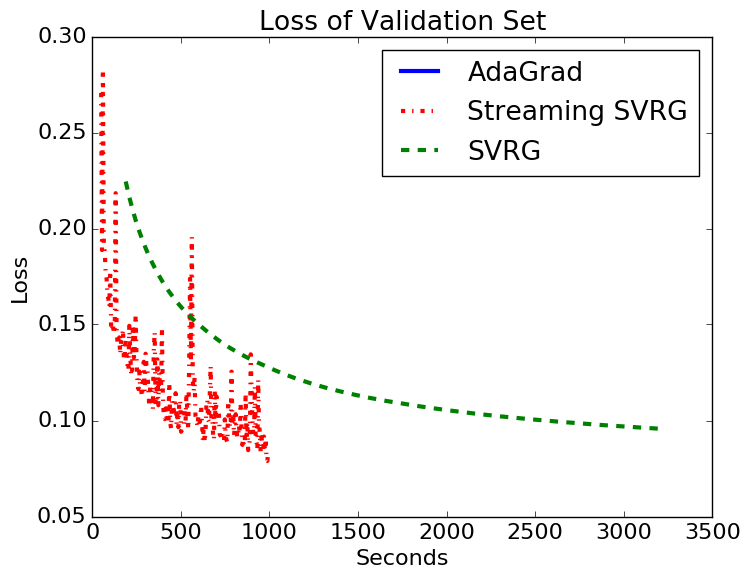 Loss of Validation Set
0.30
0.25
0.20
0.15
0.10
0.05
Loss
AdaGrad
Streaming SVRG
SVRG
0 500 1000 1500 2000 2500 3000 3500
Seconds